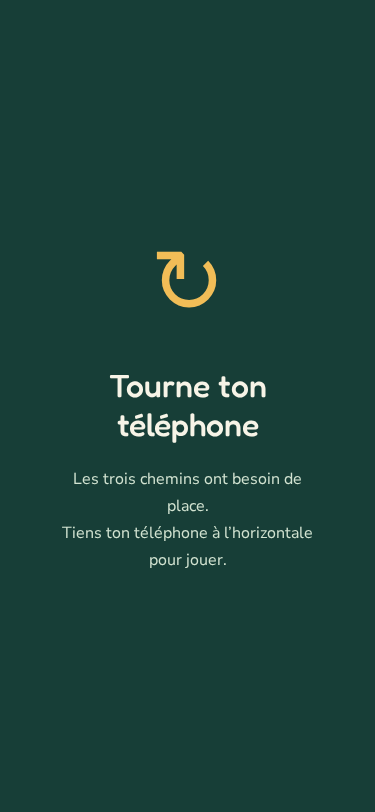 Tourne ton
téléphone
Les trois chemins ont besoin de
place.
Tiens ton téléphone à l’horizontale
pour jouer.